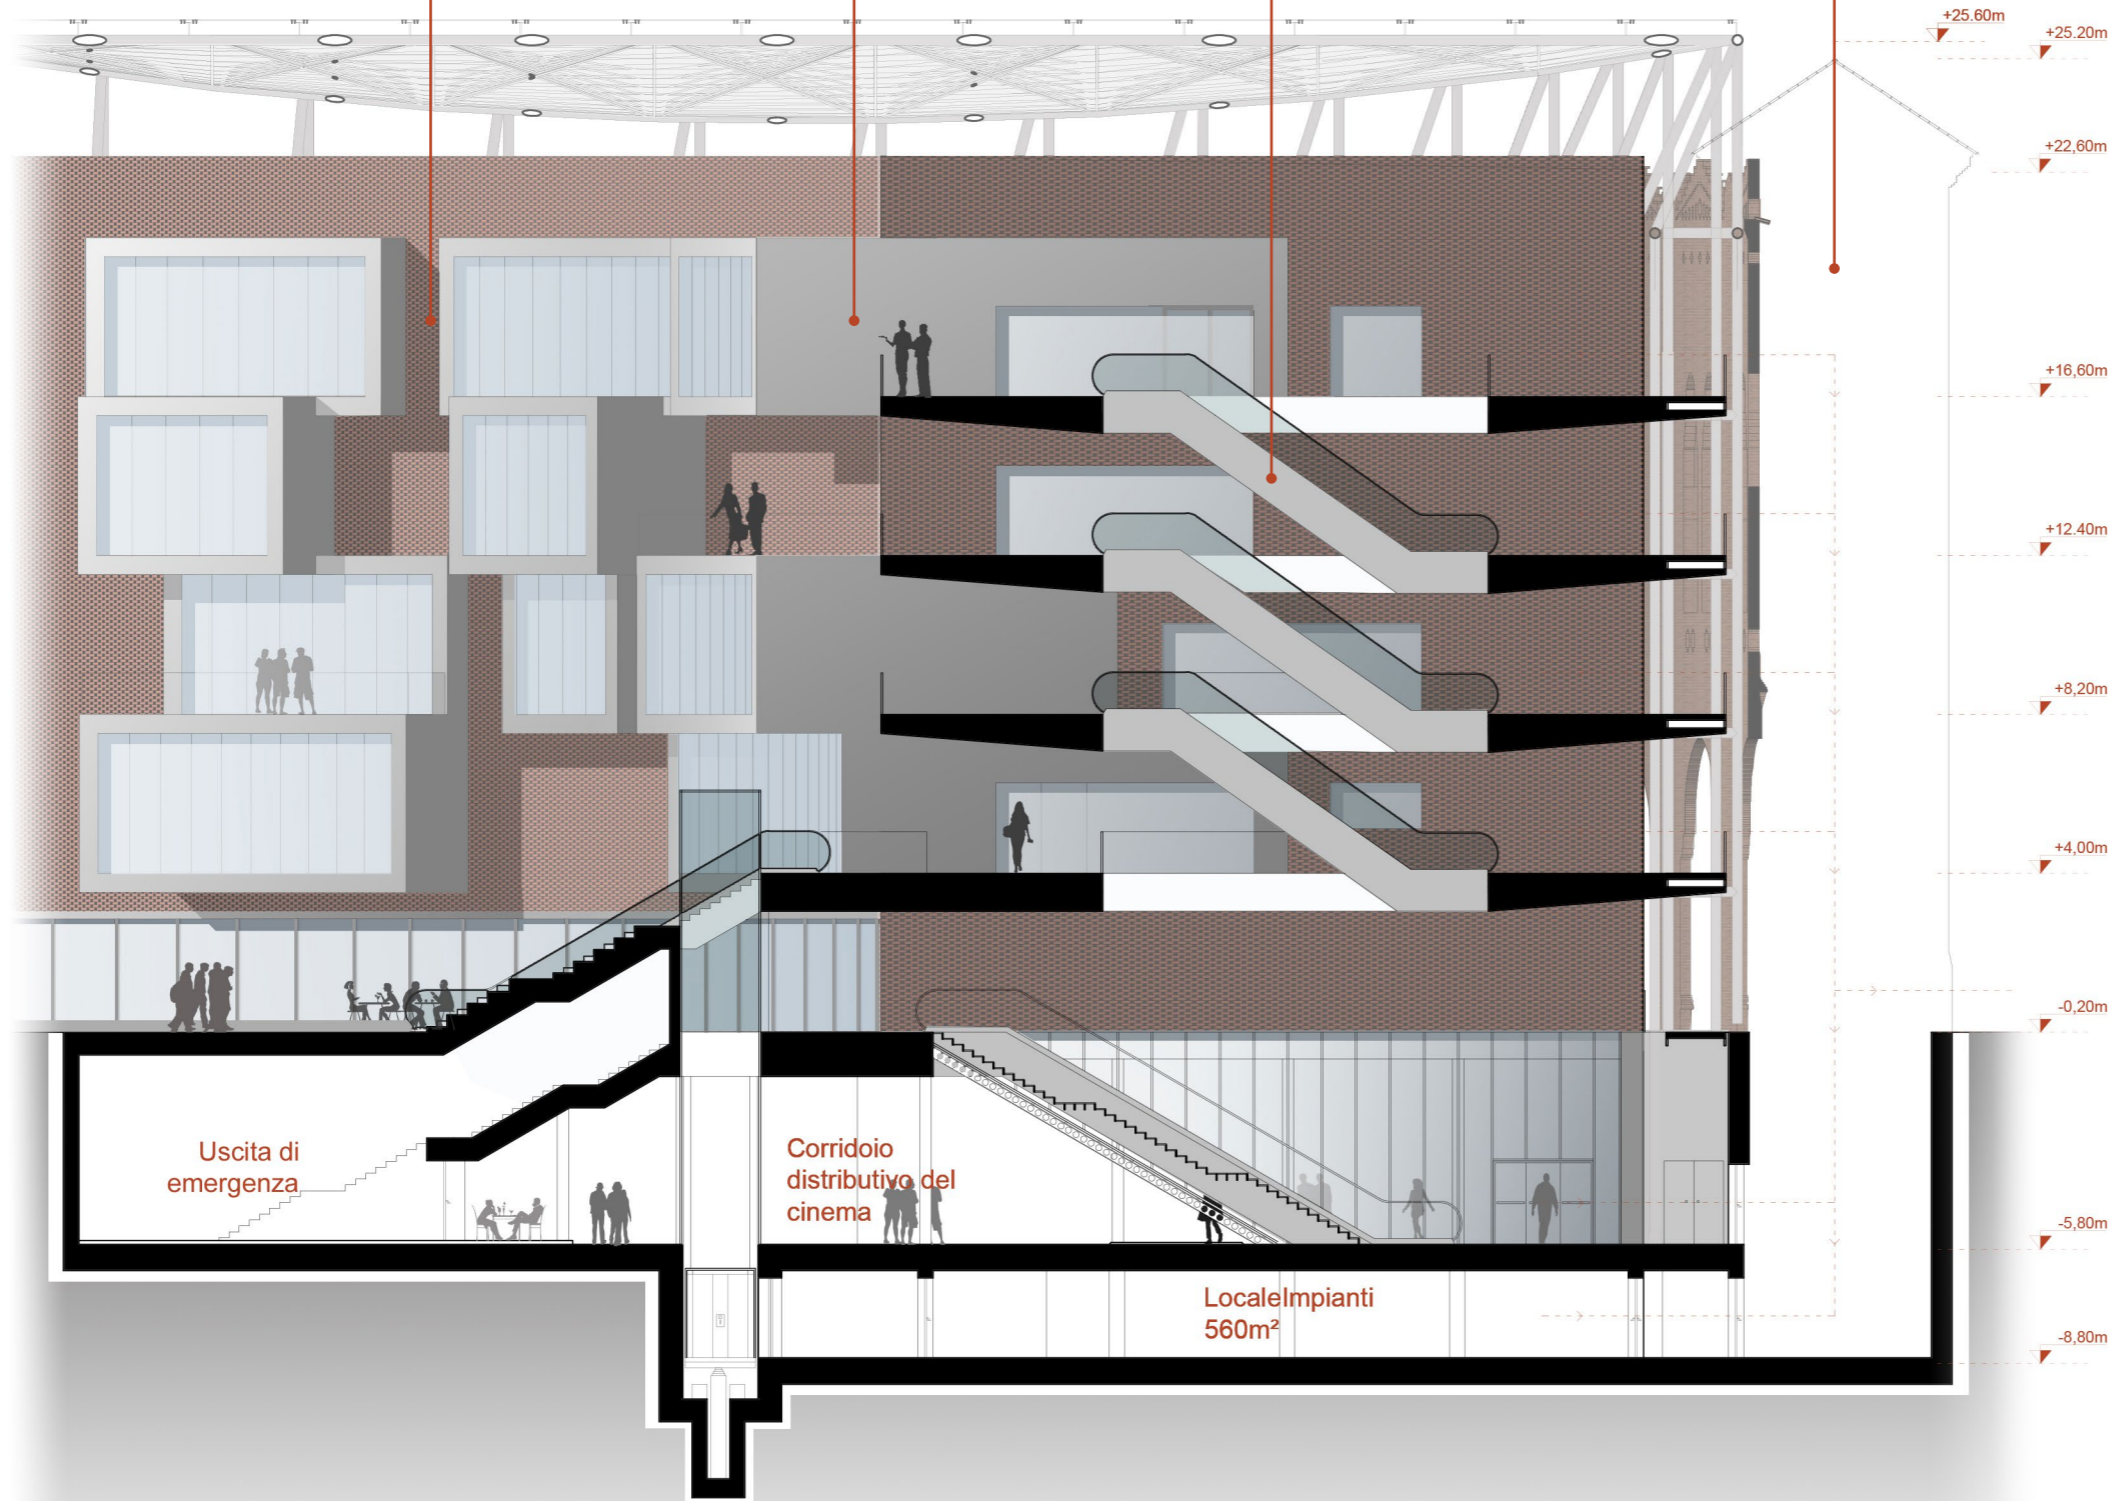 +25.60m
+25.20m
+22,60m
+16,60m
+12.40m
+8,20m
+4,00m
-0,20m
Uscita di
emergenza
Corridoio
distributivo del
cinema
-5,80m
LocaleImpianti
560m²
-8,80m